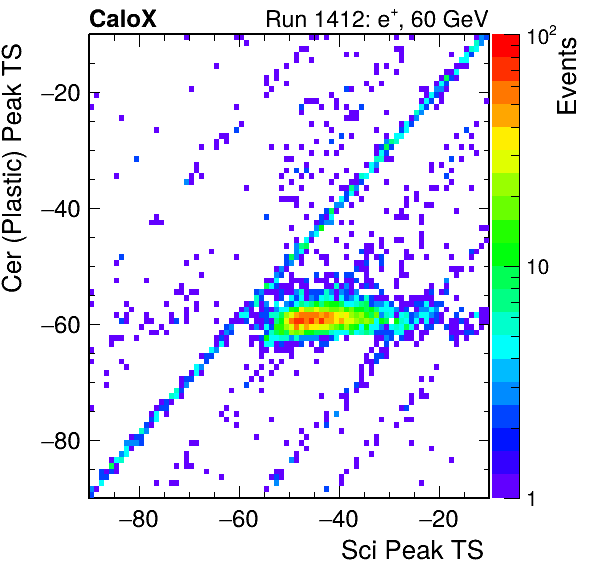 CaloX Run 1412: e⁺, 60 GeV
Cer (Plastic) Peak TS
−20
−40
−60
−80
−80 −60 −40 −20
Sci Peak TS
10²
10
1
Events